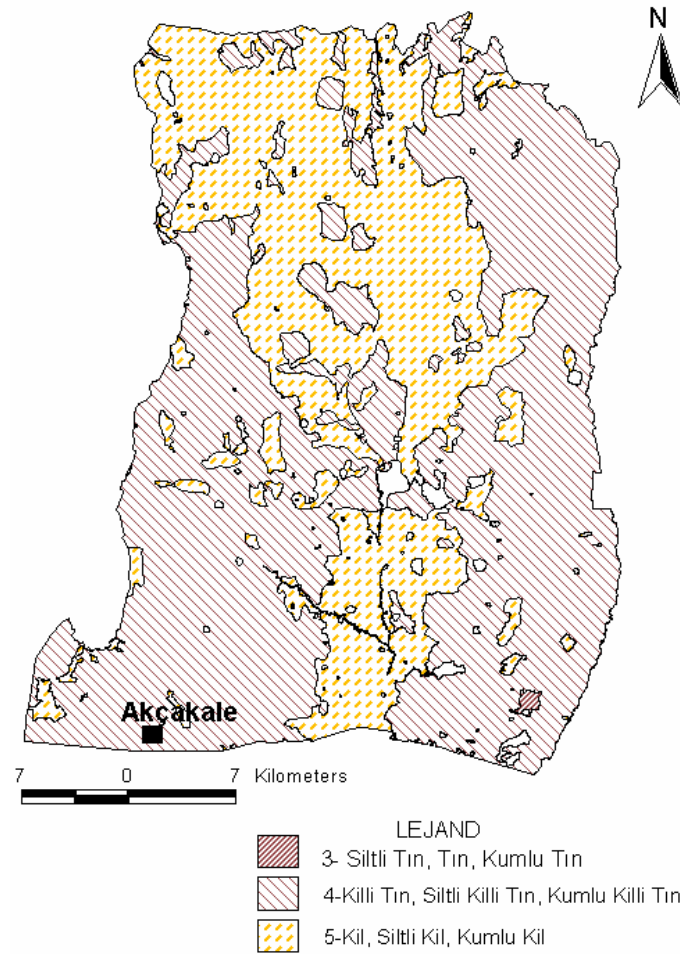 N
Akçakale
7 0 7 Kilometers
LEJAND
3- Siltli Tın, Tın, Kumlu Tın
4-Killi Tın, Siltli Killi Tın, Kumlu Killi Tın
5-Kil, Siltli Kil, Kumlu Kil